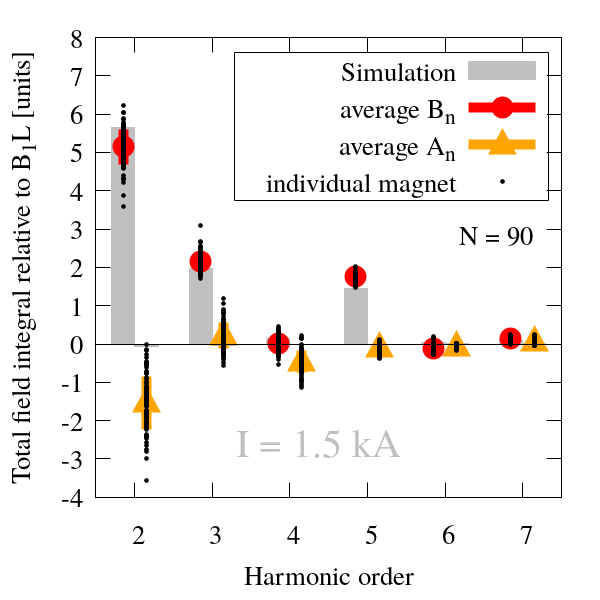 Total field integral relative to B₁L [units]
8
7
6
5
4
3
2
1
0
-1
-2
-3
-4
Simulation
average Bₙ
average Aₙ
individual magnet
N = 90
I = 1.5 kA
2 3 4 5 6 7
Harmonic order